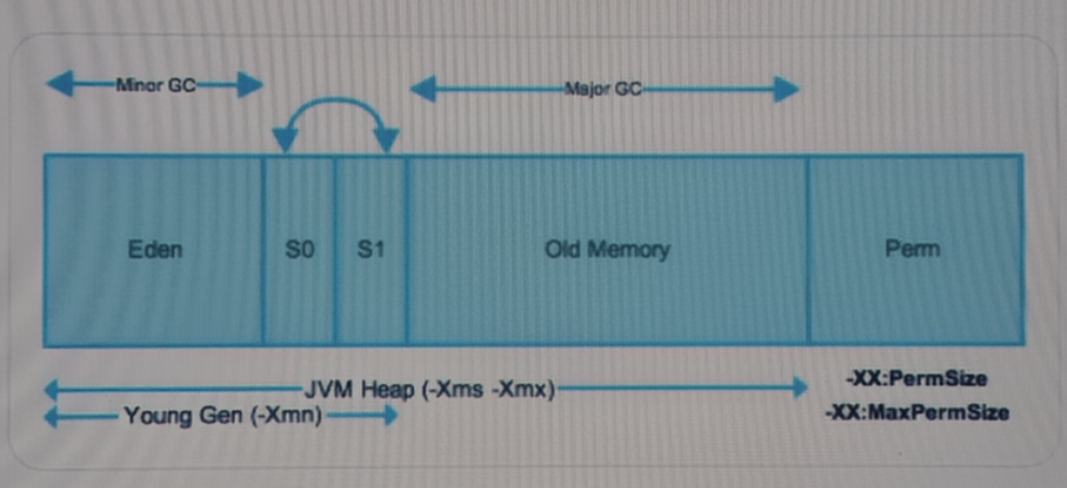 Minor GC
Major GC
Eden
S0
S1
Old Memory
Perm
JVM Heap (-Xms -Xmx)
-XX:PermSize
Young Gen (-Xmn)
-XX:MaxPermSize